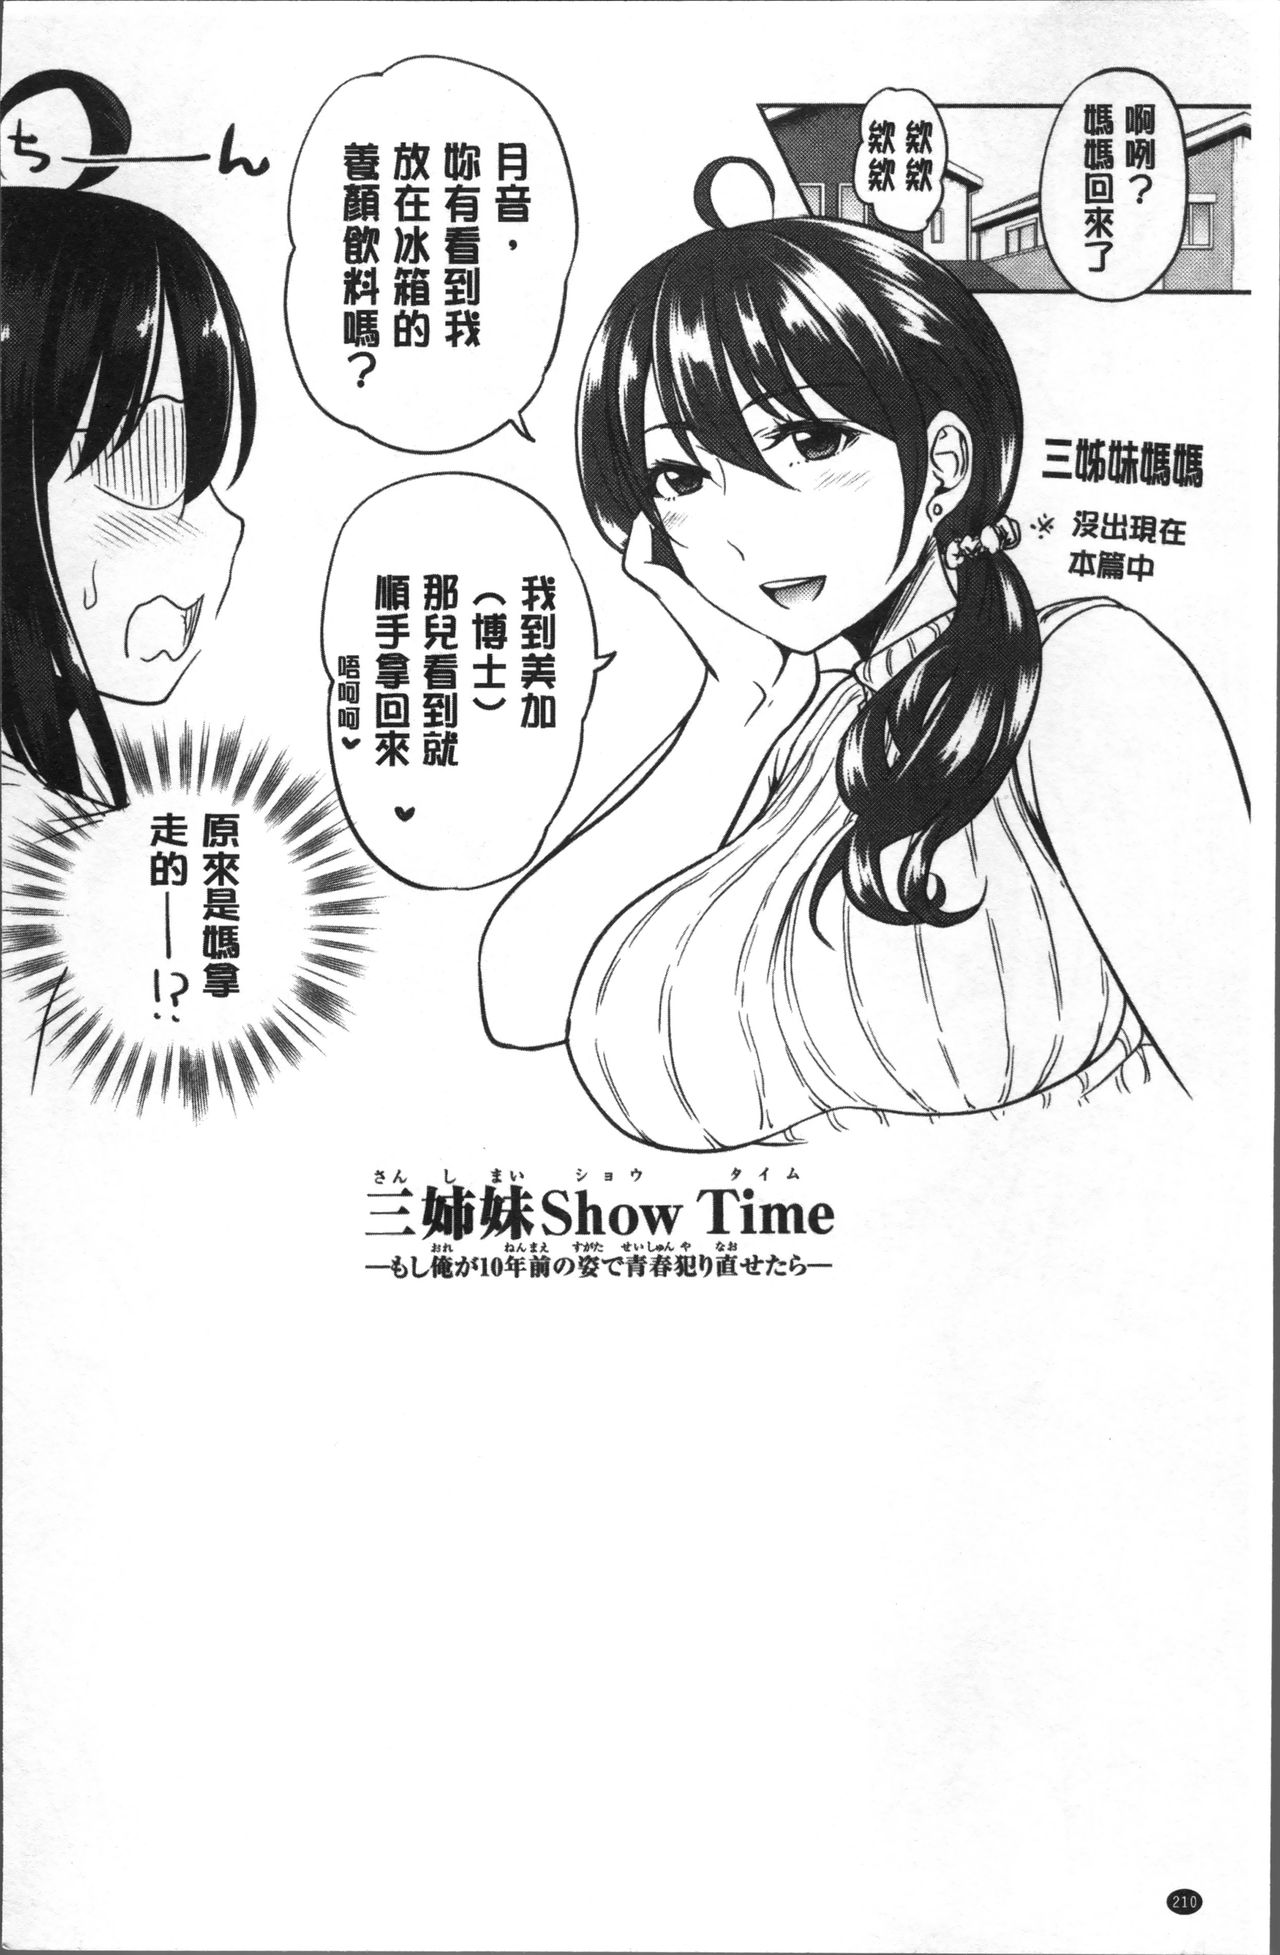 啊咧？
媽媽回來了
欸欸
欸欸
三姊妹媽媽
※ 沒出現在
本篇中
月音，
妳有看到我
放在冰箱的
養顏飲料嗎？
我到美加
（博士）
那兒看到就
順手拿回來
♥
唔呵呵♥
ちーん
原來是媽拿
走的——!?
さん し まい ショウ タイム
三姉妹Show Time
おれ ねんまえ すがた せいしゅん や なお
—もし俺が10年前の姿で青春犯り直せたら—
210